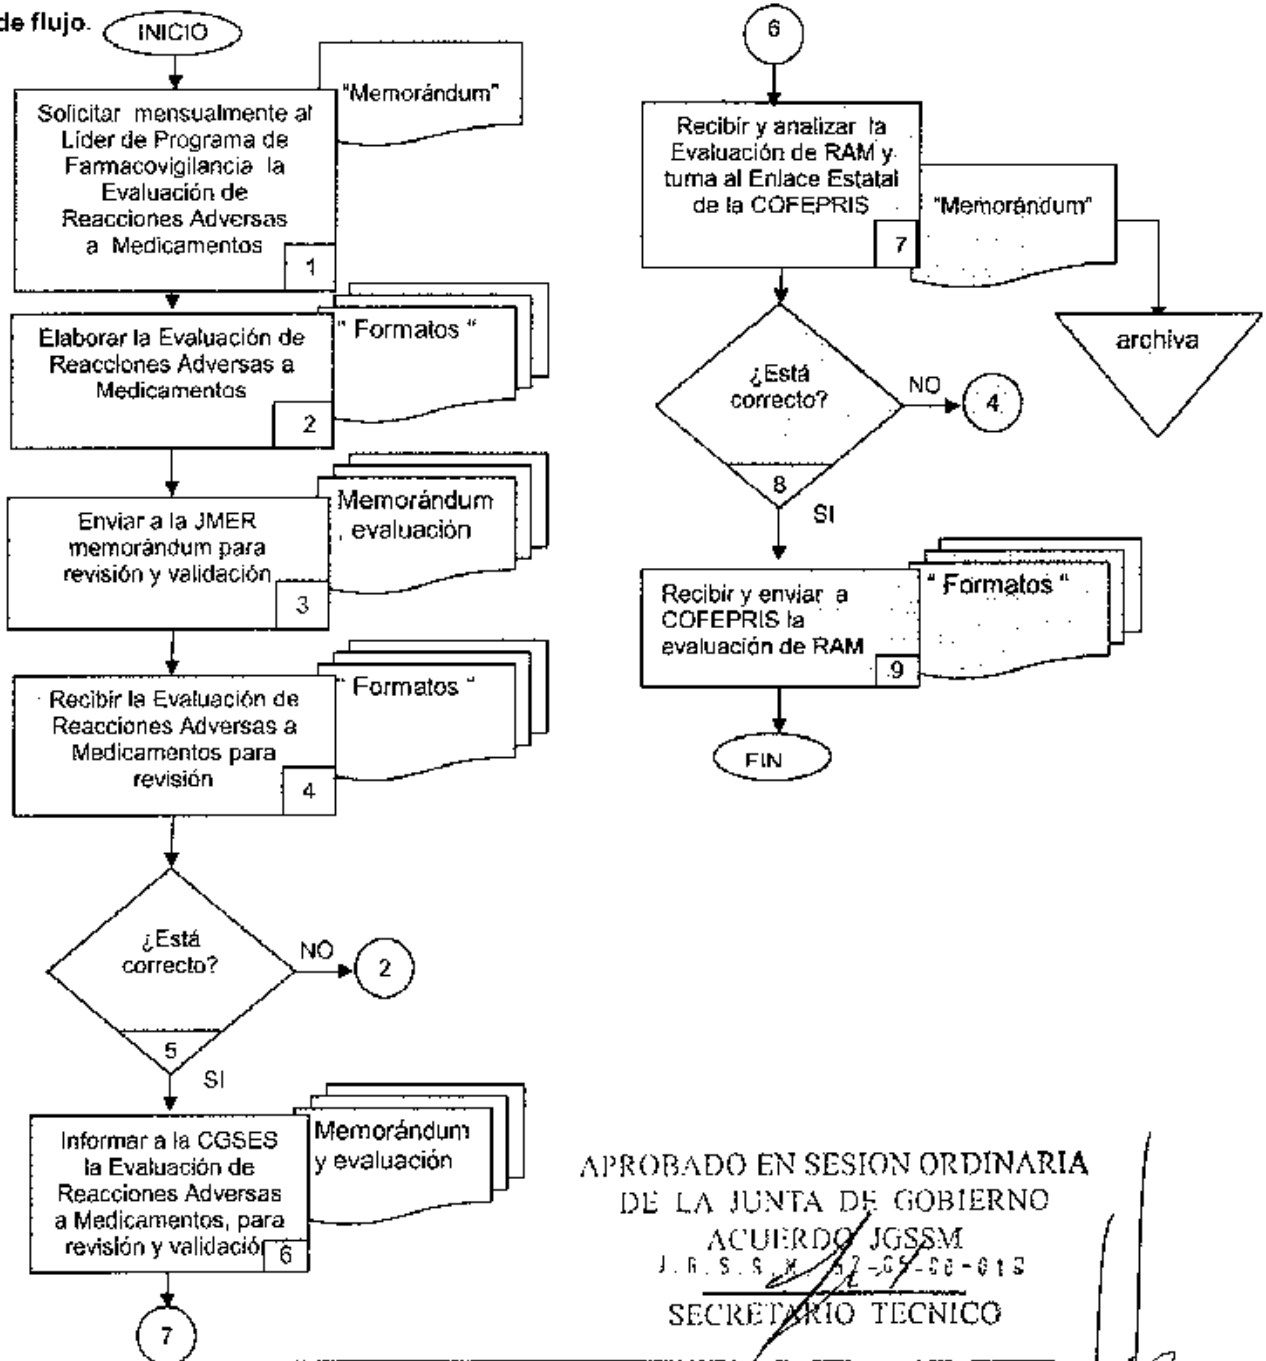 de flujo.
INICIO
"Memorándum"
Solicitar mensualmente al
Líder de Programa de
Farmacovigilancia la
Evaluación de
Reacciones Adversas
a Medicamentos
1
" Formatos "
Elaborar la Evaluación de
Reacciones Adversas a
Medicamentos
2
Memorándum
, evaluación
Enviar a la JMER
memorándum para
revisión y validación
3
" Formatos "
Recibir la Evaluación de
Reacciones Adversas a
Medicamentos para
revisión
4
¿Está
correcto?
NO
2
5
SI
Memorándum
y evaluación
Informar a la CGSES
la Evaluación de
Reacciones Adversas
a Medicamentos, para
revisión y validación
6
7
6
Recibir y analizar la
Evaluación de RAM y
turna al Enlace Estatal
de la COFEPRIS
7
"Memorándum"
archiva
¿Está
correcto?
NO
4
8
SI
" Formatos "
Recibir y enviar a
COFEPRIS la
evaluación de RAM
9
FIN
APROBADO EN SESION ORDINARIA
DE LA JUNTA DE GOBIERNO
ACUERDO JGSSM
SECRETARIO TECNICO